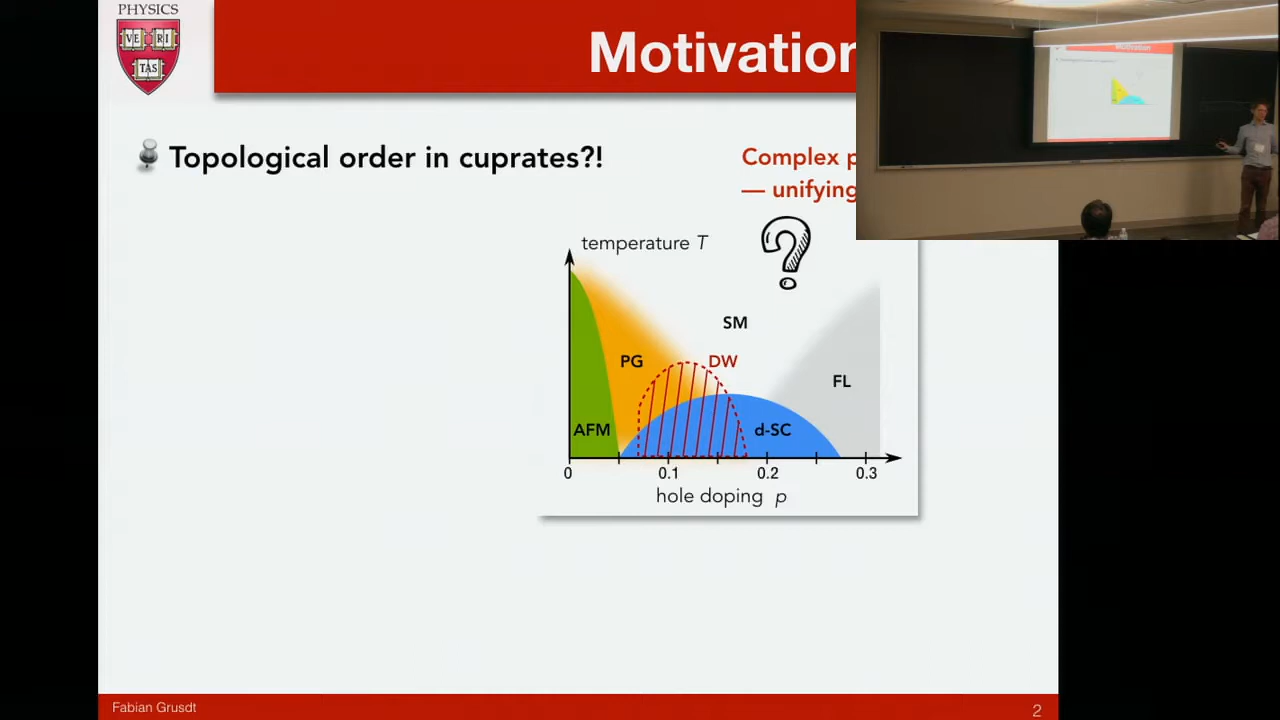 PHYSICS
VE RI
TAS
Motivation
Topological order in cuprates?!
Complex p
— unifying
temperature T
?
SM
PG
DW
FL
AFM
d-SC
0 0.1 0.2 0.3
hole doping p
Fabian Grusdt
2
Motivation